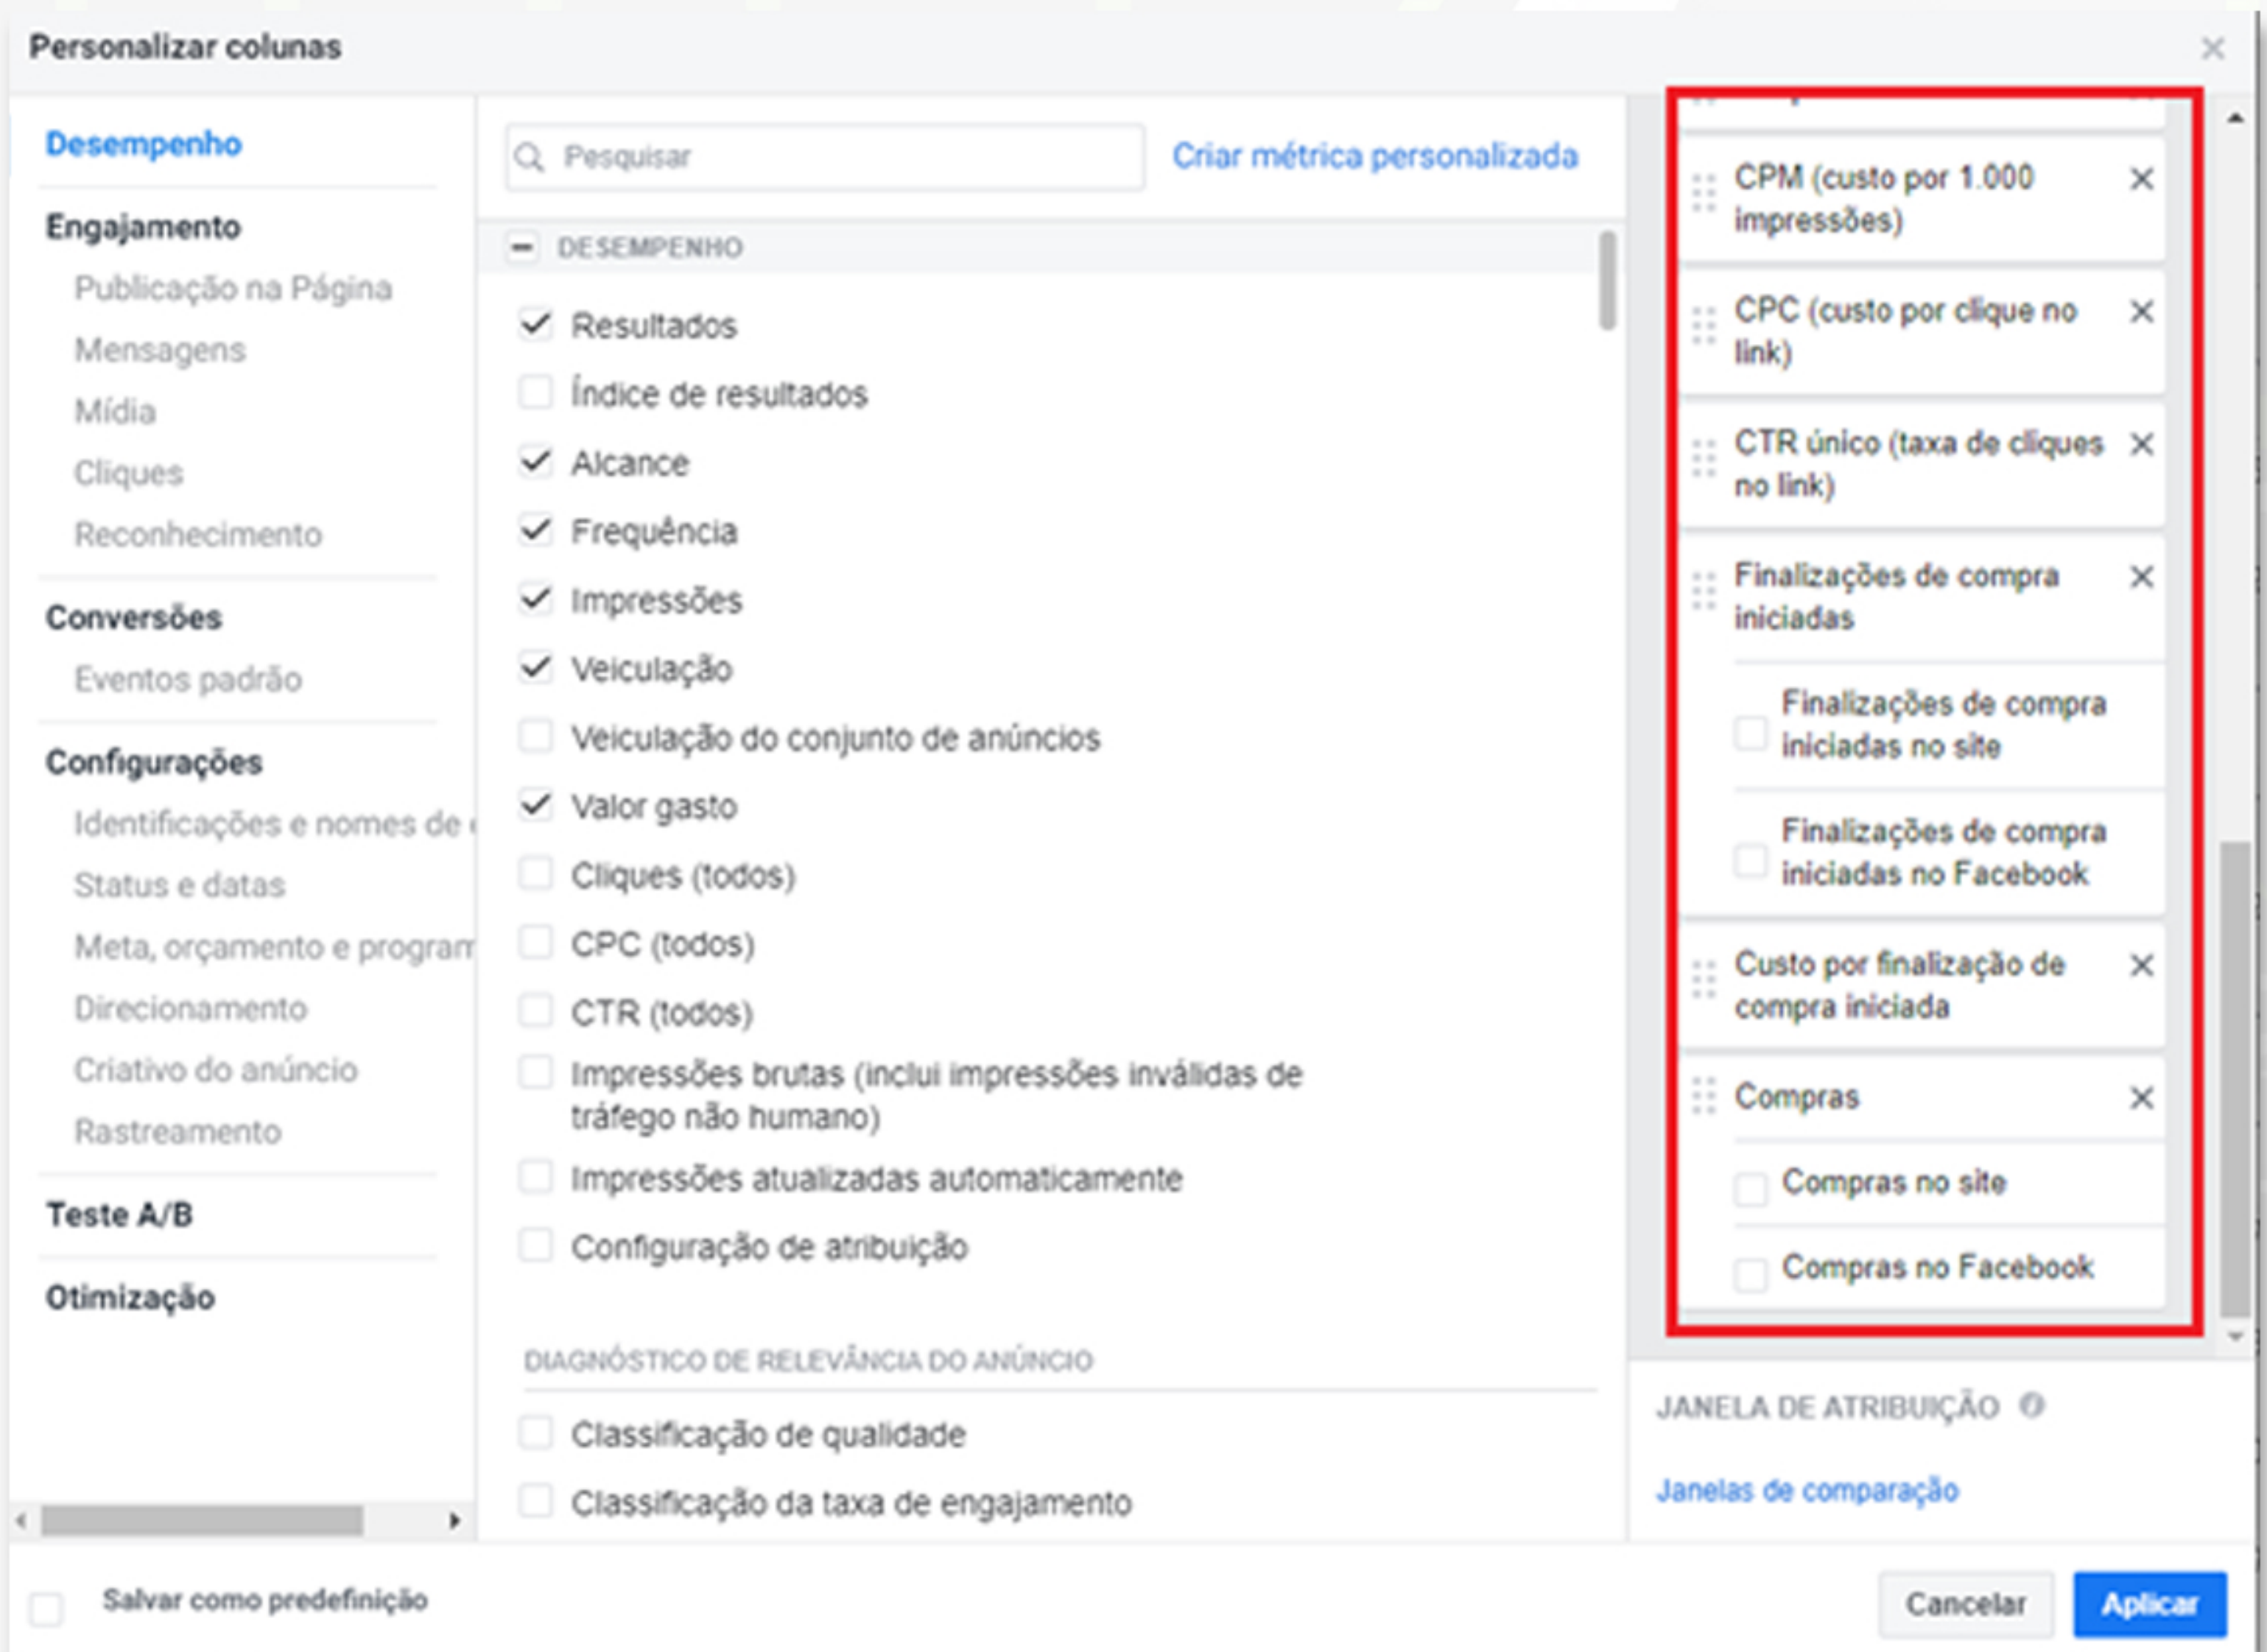 Personalizar colunas
Desempenho
Engajamento
Publicação na Página
Mensagens
Mídia
Cliques
Reconhecimento
Conversões
Eventos padrão
Configurações
Identificações e nomes de
Status e datas
Meta, orçamento e program
Direcionamento
Criativo do anúncio
Rastreamento
Teste A/B
Otimização
Pesquisar
Criar métrica personalizada
DESEMPENHO
Resultados
Índice de resultados
Alcance
Frequência
Impressões
Veiculação
Veiculação do conjunto de anúncios
Valor gasto
Cliques (todos)
CPC (todos)
CTR (todos)
Impressões brutas (inclui impressões inválidas de
tráfego não humano)
Impressões atualizadas automaticamente
Configuração de atribuição
DIAGNÓSTICO DE RELEVÂNCIA DO ANÚNCIO
Classificação de qualidade
Classificação da taxa de engajamento
CPM (custo por 1.000
impressões)
CPC (custo por clique no
link)
CTR único (taxa de cliques
no link)
Finalizações de compra
iniciadas
Finalizações de compra
iniciadas no site
Finalizações de compra
iniciadas no Facebook
Custo por finalização de
compra iniciada
Compras
Compras no site
Compras no Facebook
JANELA DE ATRIBUIÇÃO
Janelas de comparação
Salvar como predefinição
Cancelar
Aplicar